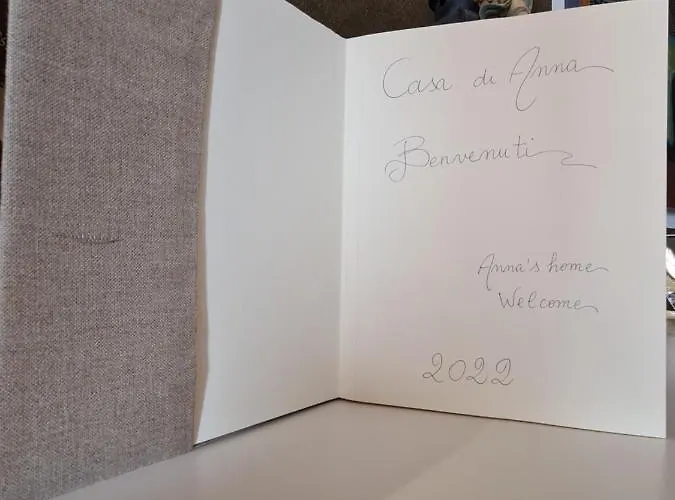 Casa di Anna
Benvenuti
Anna's home
Welcome
2022